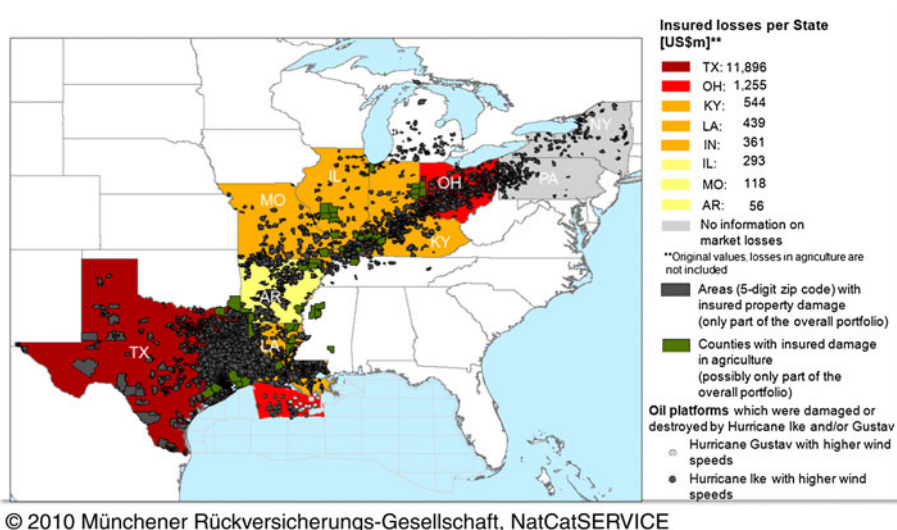 Insured losses per State
[US$m]**
TX: 11,896
OH: 1,255
KY: 544
LA: 439
IN: 361
IL: 293
MO: 118
AR: 56
No information on
market losses
**Original values, losses in agriculture are
not included
Areas (5-digit zip code) with
insured property damage
(only part of the overall portfolio)
Counties with insured damage
in agriculture
(possibly only part of the
overall portfolio)
Oil platforms which were damaged or
destroyed by Hurricane Ike and/or Gustav
Hurricane Gustav with higher wind
speeds
Hurricane Ike with higher wind
speeds
NY
PA
OH
IL
MO
KY
AR
LA
TX
© 2010 Münchener Rückversicherungs-Gesellschaft, NatCatSERVICE